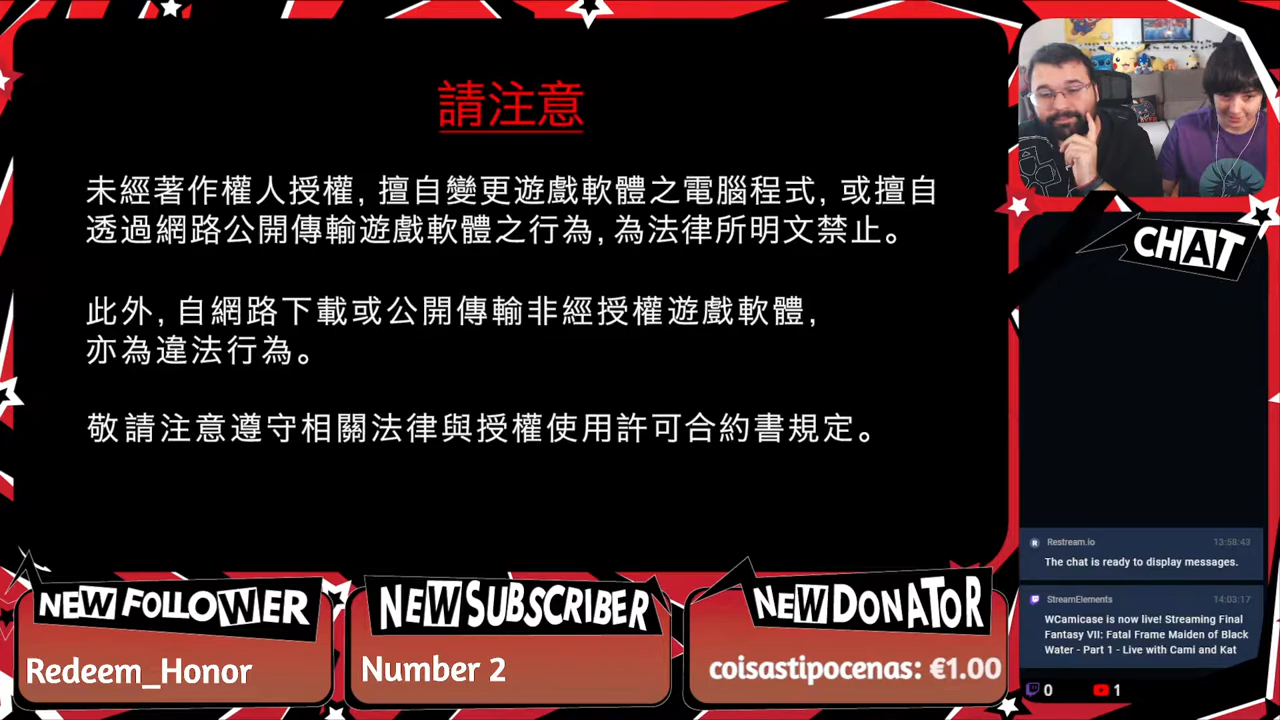 請注意
未經著作權人授權, 擅自變更遊戲軟體之電腦程式, 或擅自
透過網路公開傳輸遊戲軟體之行為, 為法律所明文禁止。
此外, 自網路下載或公開傳輸非經授權遊戲軟體,
亦為違法行為。
敬請注意遵守相關法律與授權使用許可合約書規定。
CHAT
Restream.io 13:58:43
The chat is ready to display messages.
StreamElements 14:03:17
WCamicase is now live! Streaming Final
Fantasy VII: Fatal Frame Maiden of Black
Water - Part 1 - Live with Cami and Kat
0 1
NEW FOLLOWER
Redeem_Honor
NEW SUBSCRIBER
Number 2
NEW DONATOR
coisastipocenas: €1.00